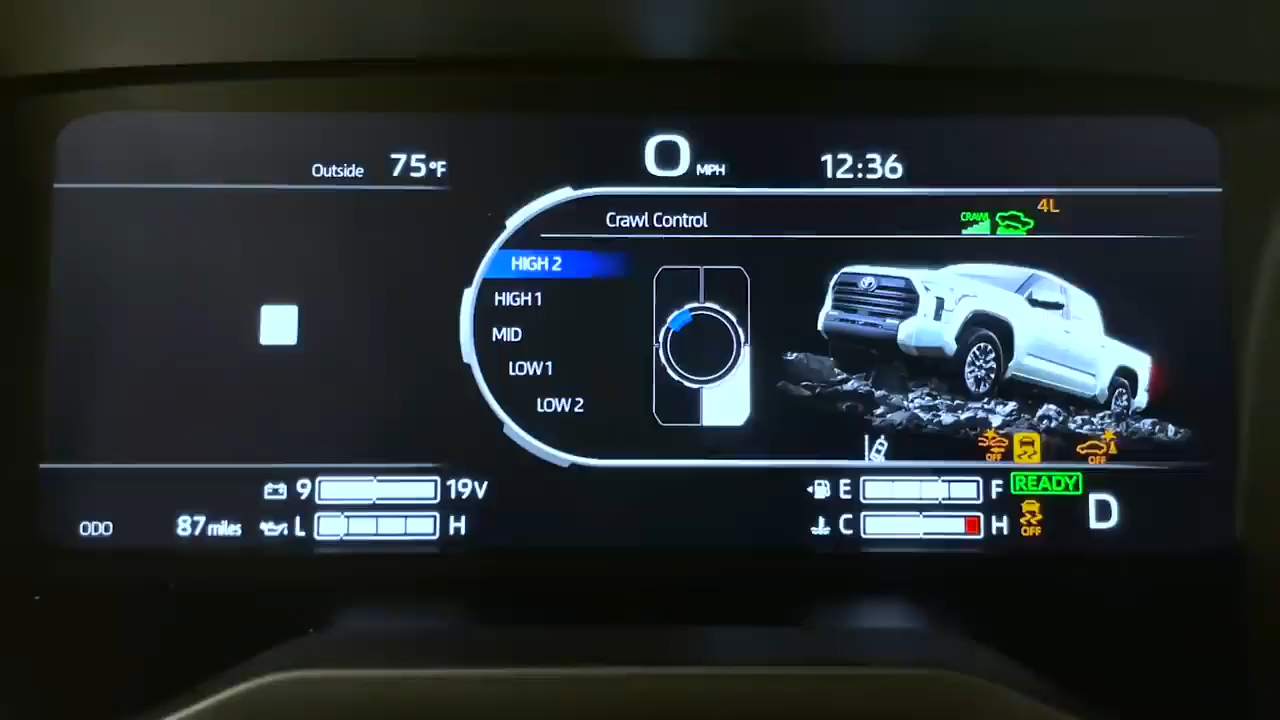 Outside 75°F
0 MPH
12:36
Crawl Control
CRAWL
4L
HIGH 2
HIGH 1
MID
LOW 1
LOW 2
OFF
OFF
9 19V
E F
READY
D
ODO 87 miles
L H
C H
OFF